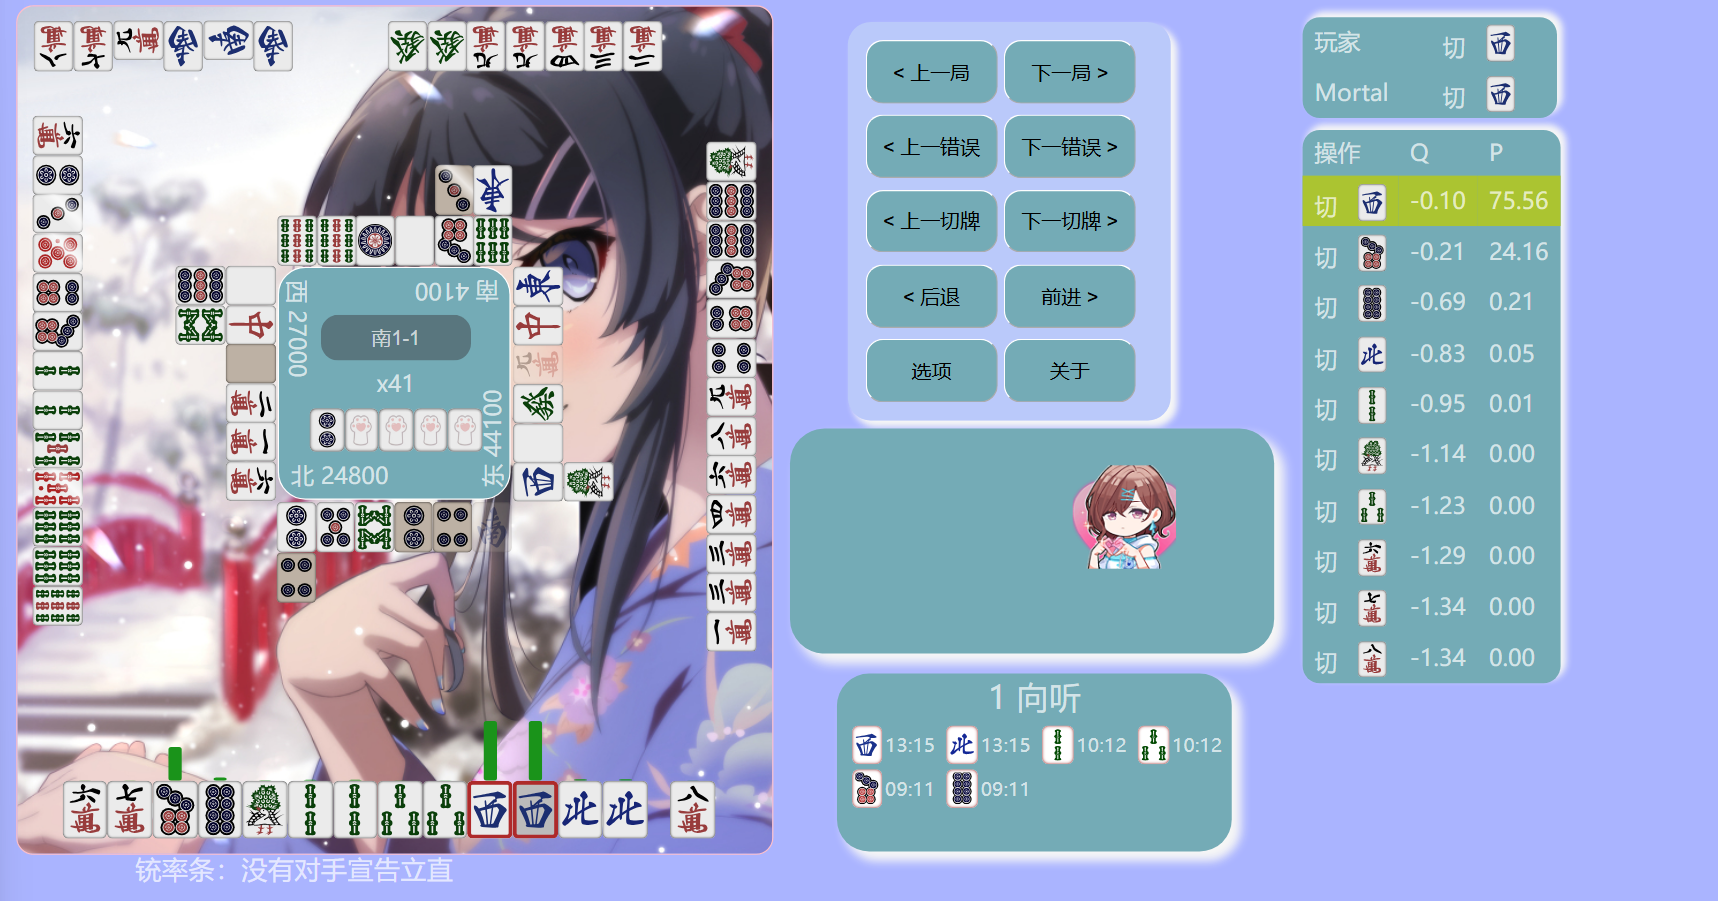 < 上一局
下一局 >
< 上一错误
下一错误 >
< 上一切牌
下一切牌 >
< 后退
前进 >
选项
关于
南 4100
西 27000
南1-1
x41
东 44100
北 24800
铳率条：没有对手宣告立直
1 向听
13:15
13:15
10:12
10:12
09:11
09:11
玩家 切
Mortal 切
操作 Q P
切 -0.10 75.56
切 -0.21 24.16
切 -0.69 0.21
切 -0.83 0.05
切 -0.95 0.01
切 -1.14 0.00
切 -1.23 0.00
切 -1.29 0.00
切 -1.34 0.00
切 -1.34 0.00